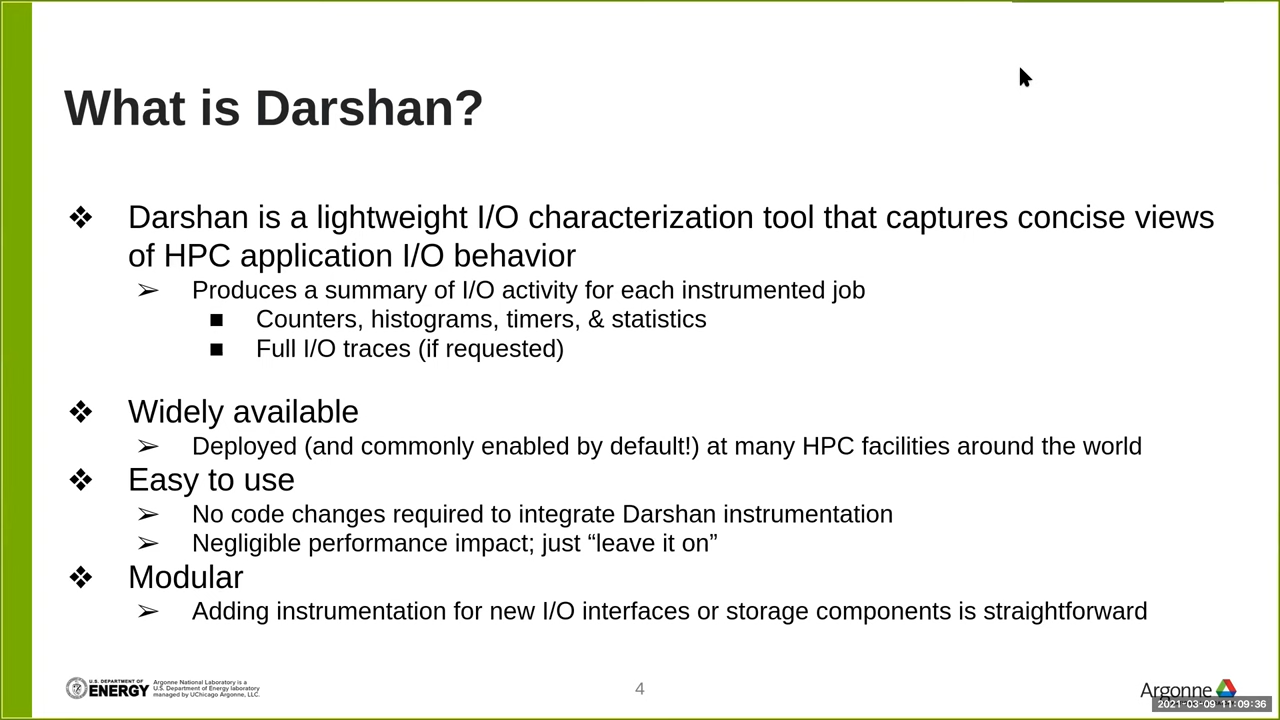 What is Darshan?
❖ Darshan is a lightweight I/O characterization tool that captures concise views
of HPC application I/O behavior
➢ Produces a summary of I/O activity for each instrumented job
■ Counters, histograms, timers, & statistics
■ Full I/O traces (if requested)
❖ Widely available
➢ Deployed (and commonly enabled by default!) at many HPC facilities around the world
❖ Easy to use
➢ No code changes required to integrate Darshan instrumentation
➢ Negligible performance impact; just “leave it on”
❖ Modular
➢ Adding instrumentation for new I/O interfaces or storage components is straightforward
U.S. DEPARTMENT OF
ENERGY
Argonne National Laboratory is a
U.S. Department of Energy laboratory
managed by UChicago Argonne, LLC.
4
Argonne
2021-03-09 11:09:36